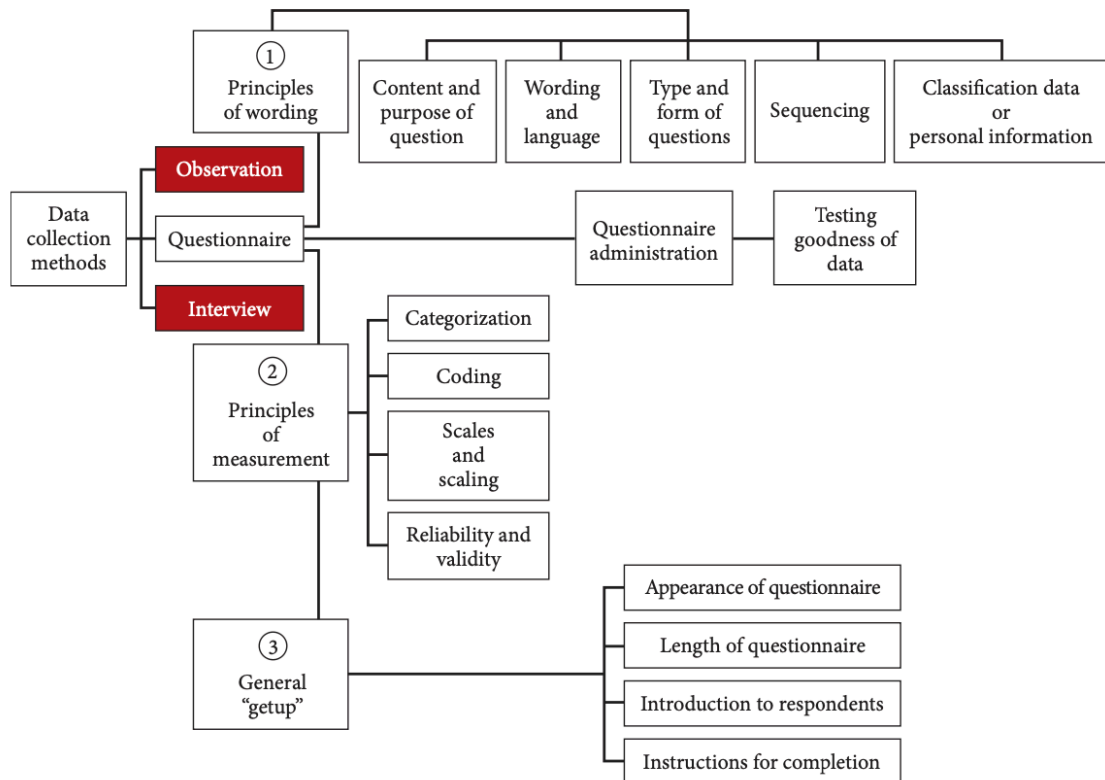 1
Principles
of wording
Content and
purpose of
question
Wording
and
language
Type and
form of
questions
Sequencing
Classification data
or
personal information
Observation
Data
collection
methods
Questionnaire
Questionnaire
administration
Testing
goodness of
data
Interview
2
Principles
of
measurement
Categorization
Coding
Scales
and
scaling
Reliability and
validity
3
General
“getup”
Appearance of questionnaire
Length of questionnaire
Introduction to respondents
Instructions for completion